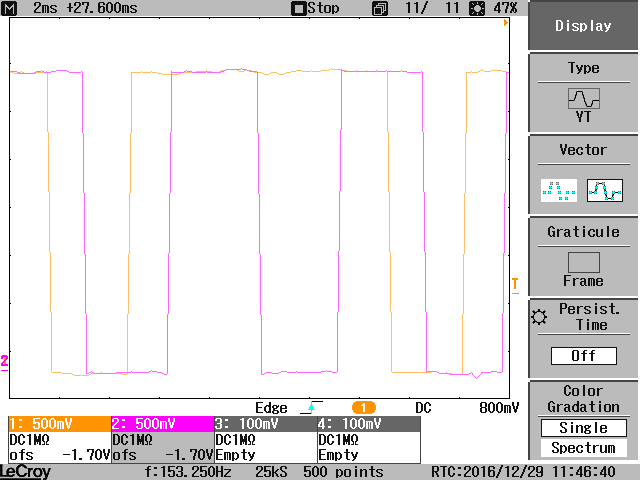 M 2ms +27.600ms Stop 11/ 11 47%
Display
Type
YT
Vector
Graticule
Frame
Persist.
Time
Off
Color
Gradation
Single
Spectrum
T
2
Edge 1 DC 800mV
1: 500mV 2: 500mV 3: 100mV 4: 100mV
DC1MΩ DC1MΩ DC1MΩ DC1MΩ
ofs -1.70V ofs -1.70V Empty Empty
LeCroy f:153.250Hz 25kS 500 points RTC:2016/12/29 11:46:40